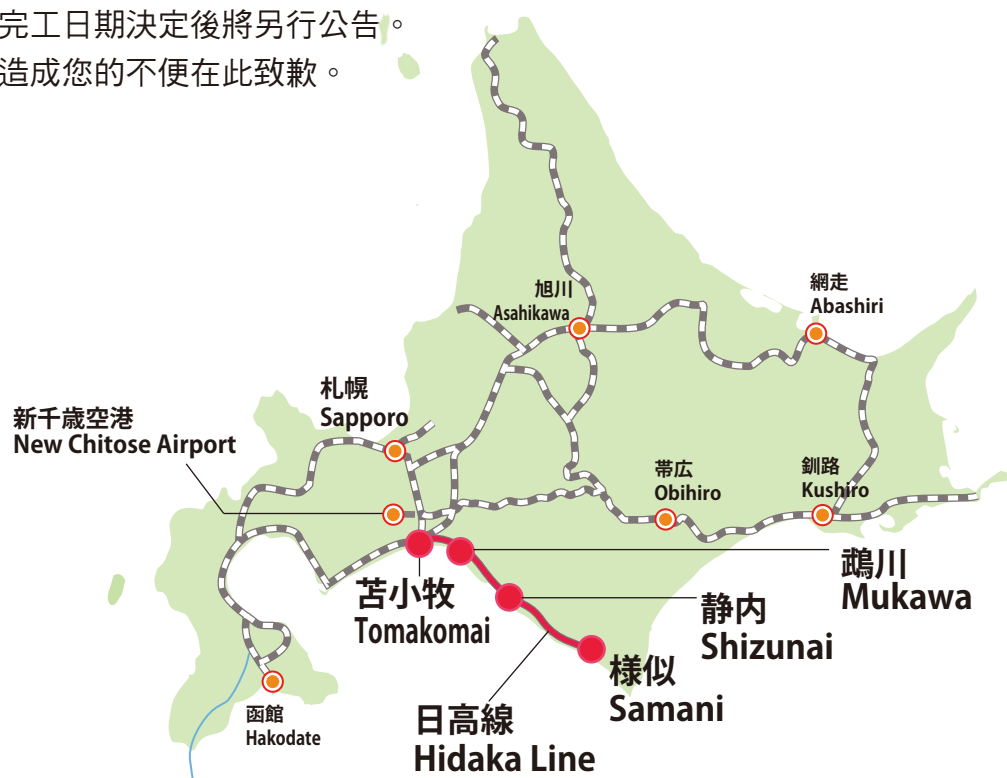 完工日期決定後將另行公告。
造成您的不便在此致歉。
旭川
Asahikawa
網走
Abashiri
札幌
Sapporo
新千歳空港
New Chitose Airport
帯広
Obihiro
釧路
Kushiro
鵡川
Mukawa
苫小牧
Tomakomai
静内
Shizunai
様似
Samani
日高線
Hidaka Line
函館
Hakodate